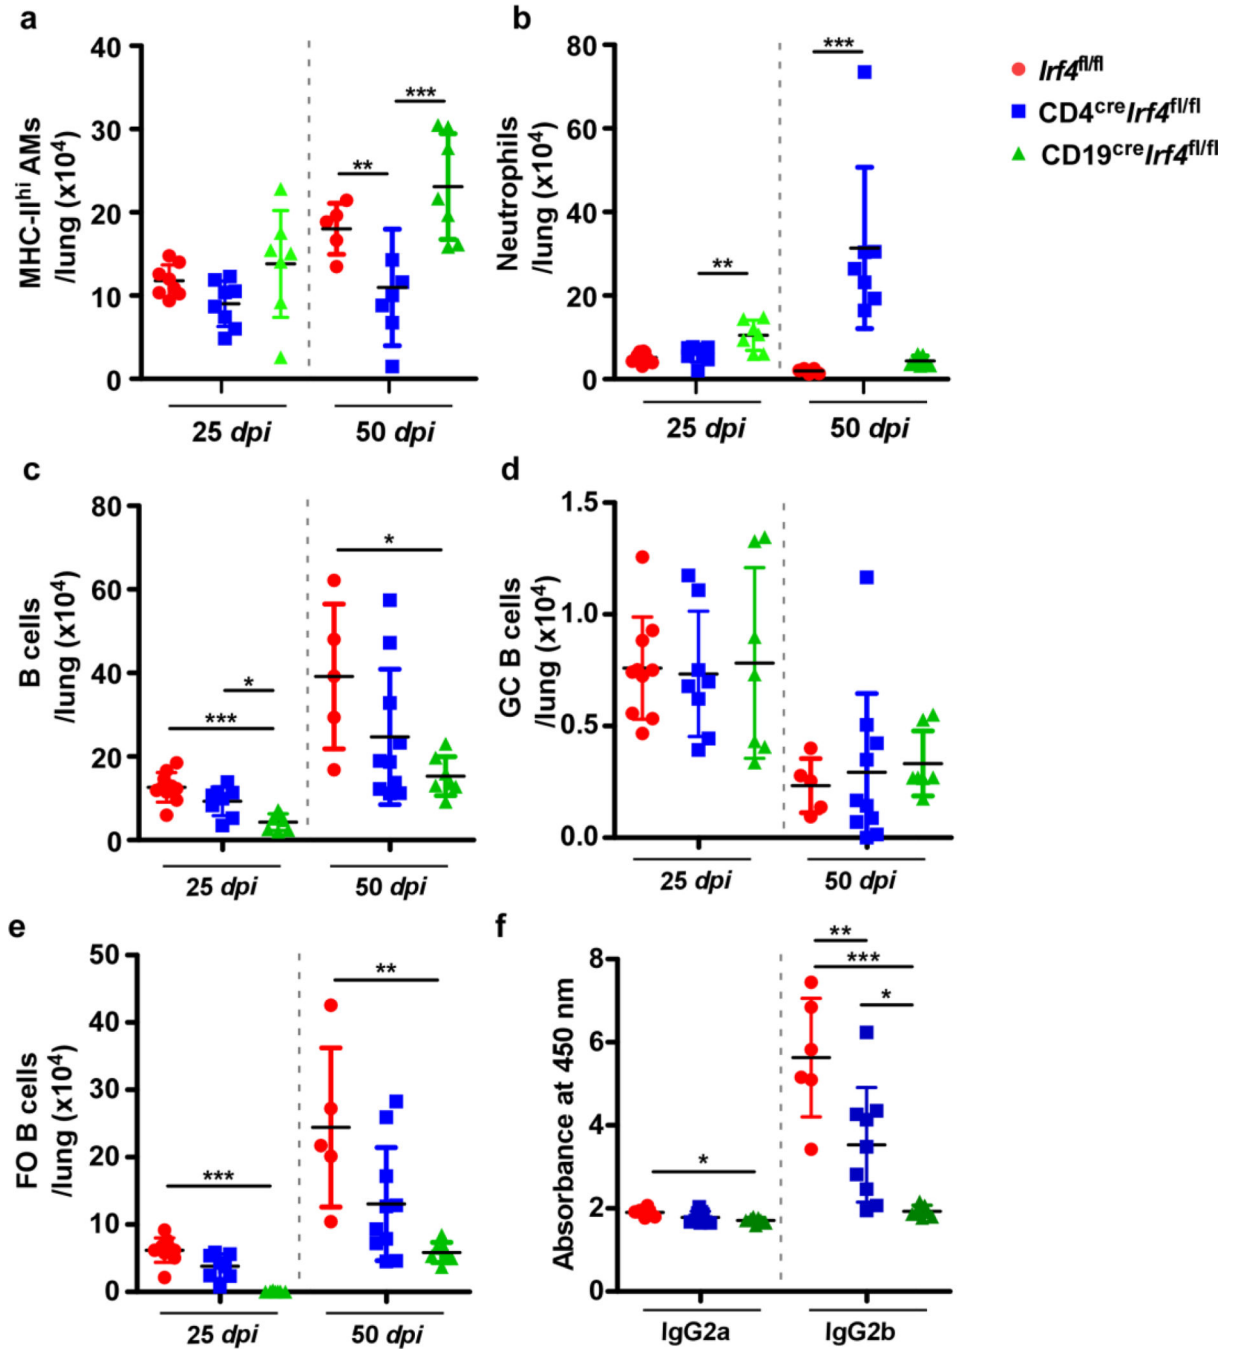 a
MHC-IIhi AMs
/lung (x104)
40
30
20
10
0
**
***
25 dpi
50 dpi
b
Neutrophils
/lung (x104)
80
60
40
20
0
**
***
25 dpi
50 dpi
Irf4fl/fl
CD4creIrf4fl/fl
CD19creIrf4fl/fl
c
B cells
/lung (x104)
80
60
40
20
0
*
***
*
25 dpi
50 dpi
d
GC B cells
/lung (x104)
1.5
1.0
0.5
0.0
25 dpi
50 dpi
e
FO B cells
/lung (x104)
50
40
30
20
10
0
***
**
25 dpi
50 dpi
f
Absorbance at 450 nm
8
6
4
2
0
*
**
***
*
IgG2a
IgG2b